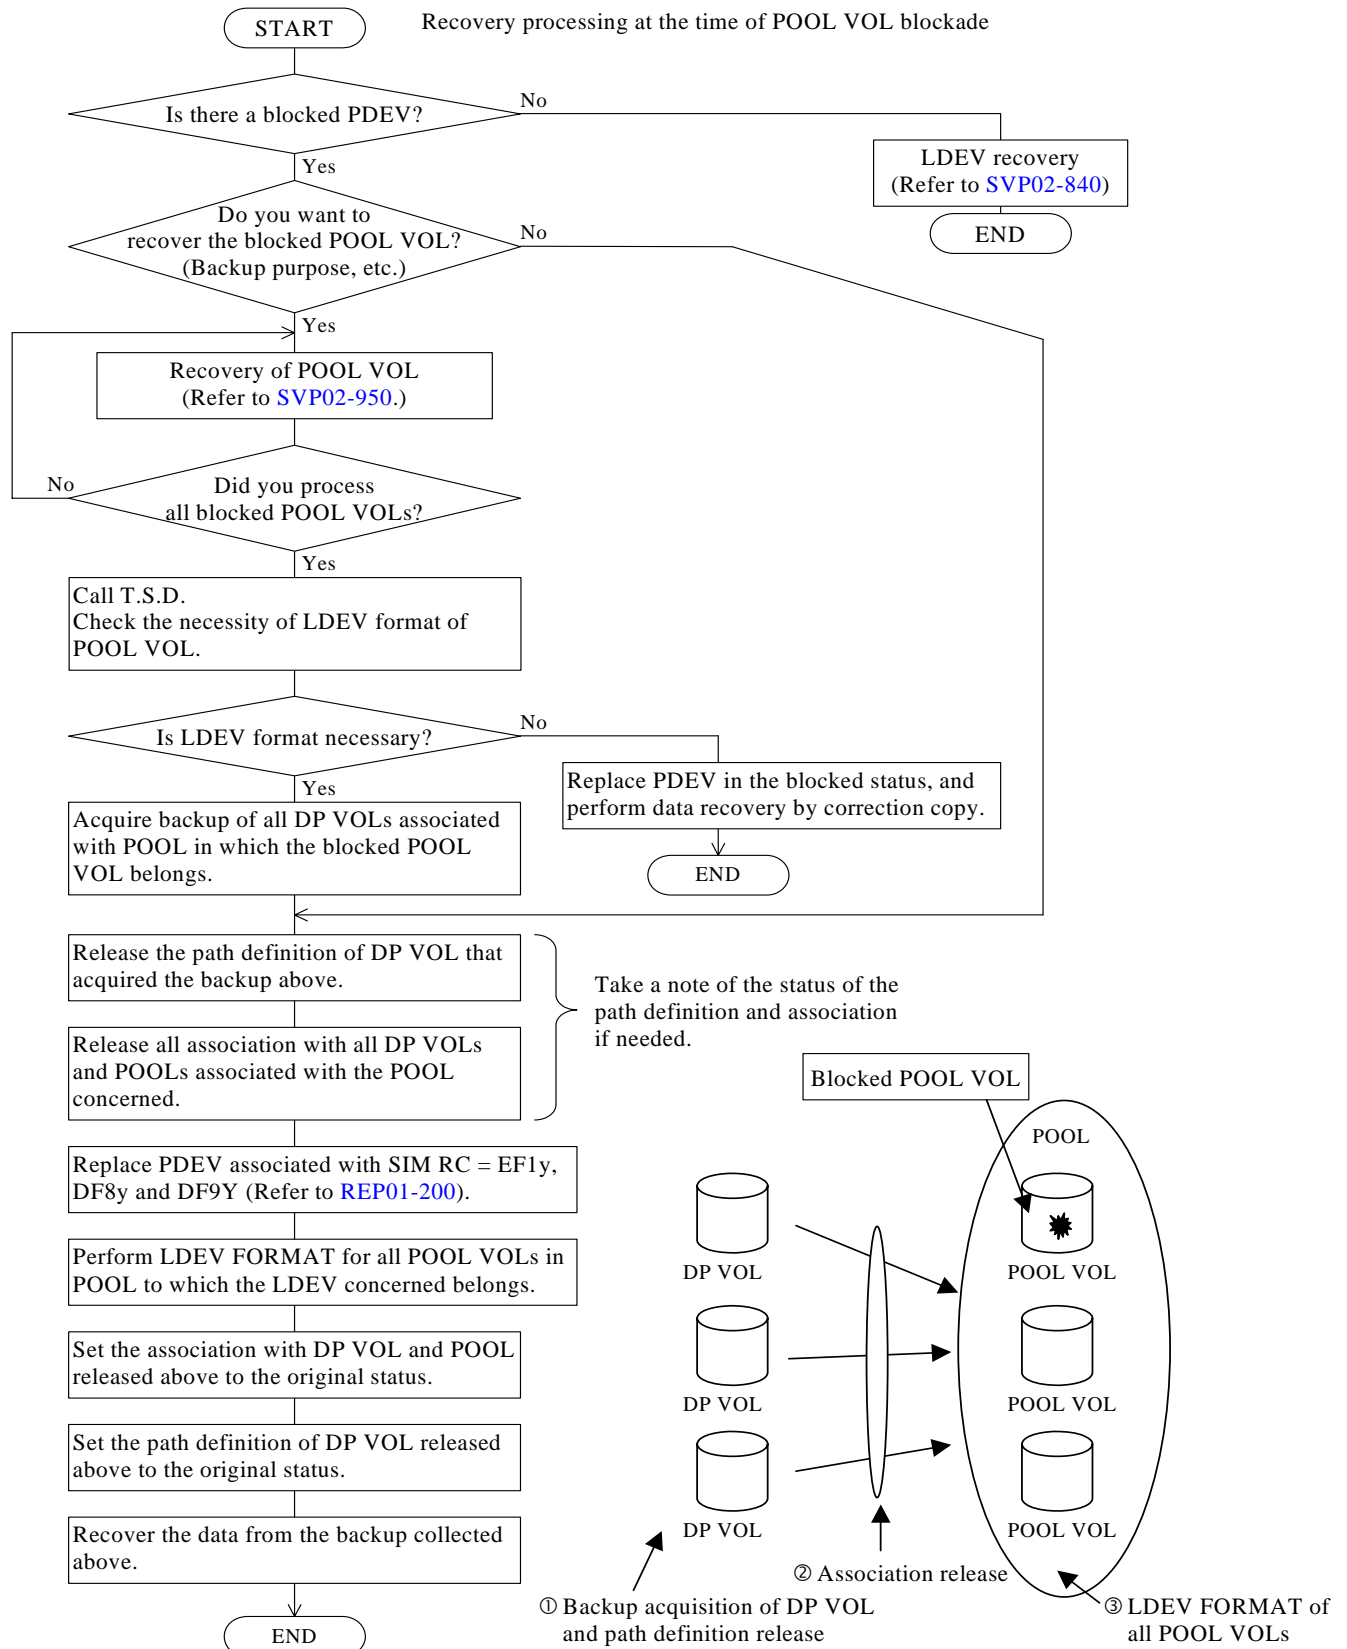 START
Recovery processing at the time of POOL VOL blockade
Is there a blocked PDEV?
No
Yes
LDEV recovery
(Refer to SVP02-840)
END
Do you want to
recover the blocked POOL VOL?
(Backup purpose, etc.)
No
Yes
Recovery of POOL VOL
(Refer to SVP02-950.)
No
Did you process
all blocked POOL VOLs?
Yes
Call T.S.D.
Check the necessity of LDEV format of
POOL VOL.
Is LDEV format necessary?
No
Yes
Replace PDEV in the blocked status, and
perform data recovery by correction copy.
END
Acquire backup of all DP VOLs associated
with POOL in which the blocked POOL
VOL belongs.
Release the path definition of DP VOL that
acquired the backup above.
Release all association with all DP VOLs
and POOLs associated with the POOL
concerned.
Take a note of the status of the
path definition and association
if needed.
Replace PDEV associated with SIM RC = EF1y,
DF8y and DF9Y (Refer to REP01-200).
Perform LDEV FORMAT for all POOL VOLs in
POOL to which the LDEV concerned belongs.
Set the association with DP VOL and POOL
released above to the original status.
Set the path definition of DP VOL released
above to the original status.
Recover the data from the backup collected
above.
END
Blocked POOL VOL
POOL
DP VOL
POOL VOL
DP VOL
POOL VOL
DP VOL
POOL VOL
② Association release
① Backup acquisition of DP VOL
and path definition release
③ LDEV FORMAT of
all POOL VOLs